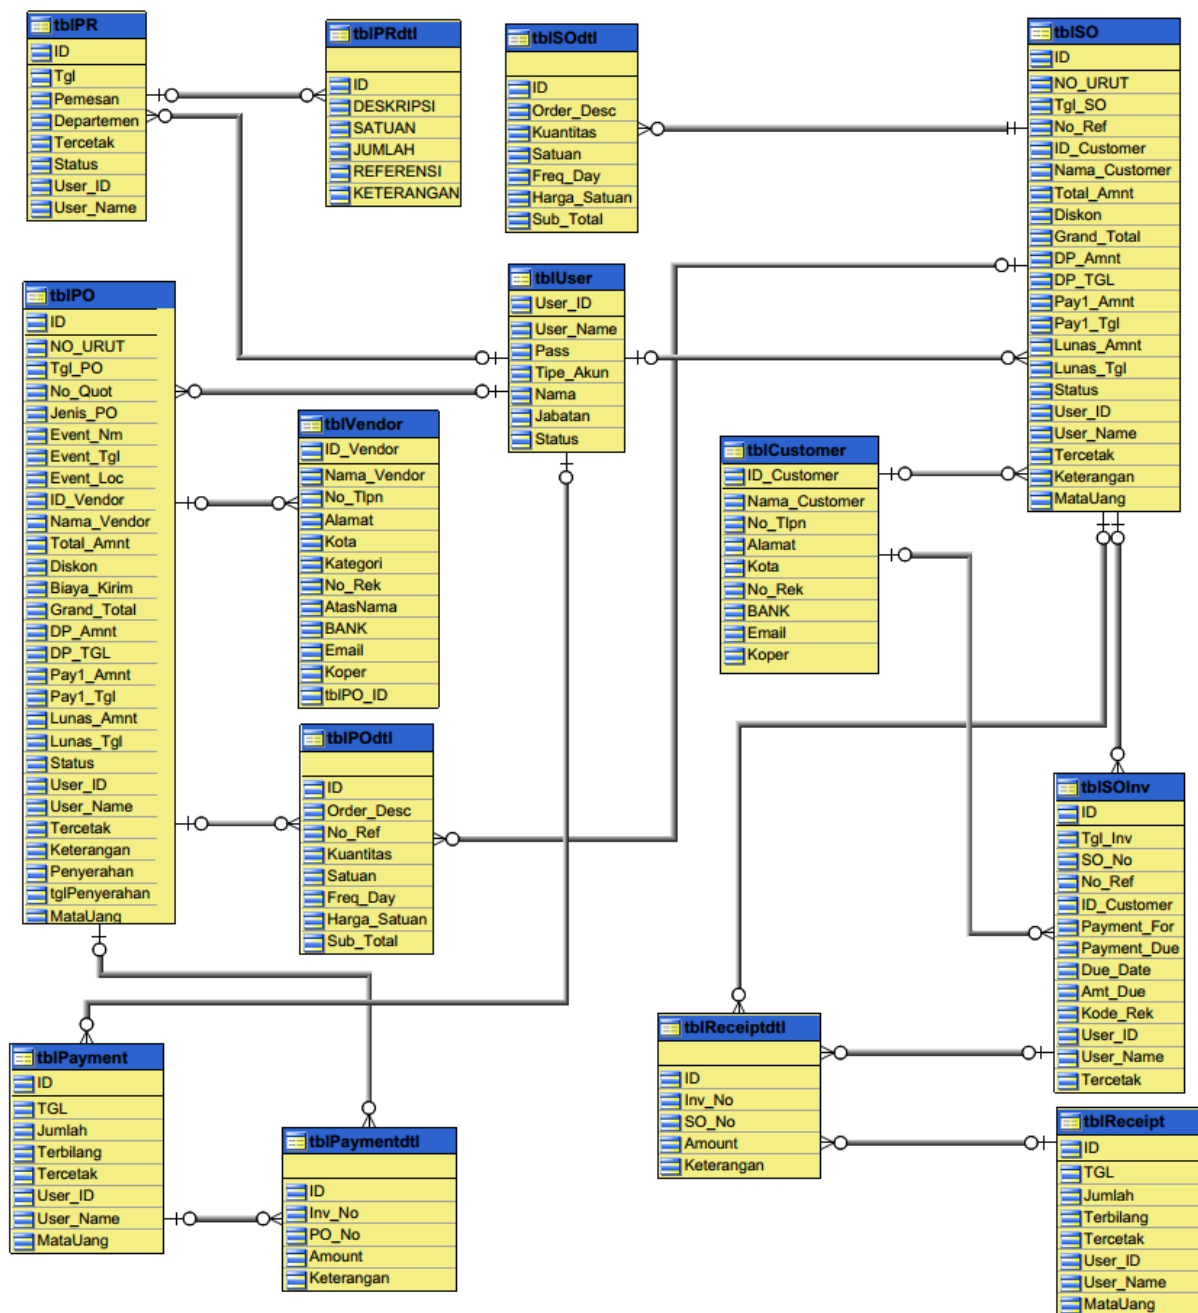 tblPR
ID
Tgl
Pemesan
Departemen
Tercetak
Status
User_ID
User_Name
tblPRdtl
ID
DESKRIPSI
SATUAN
JUMLAH
REFERENSI
KETERANGAN
tblSOdtl
ID
Order_Desc
Kuantitas
Satuan
Freq_Day
Harga_Satuan
Sub_Total
tblSO
ID
NO_URUT
Tgl_SO
No_Ref
ID_Customer
Nama_Customer
Total_Amnt
Diskon
Grand_Total
DP_Amnt
DP_TGL
Pay1_Amnt
Pay1_Tgl
Lunas_Amnt
Lunas_Tgl
Status
User_ID
User_Name
Tercetak
Keterangan
MataUang
tblPO
ID
NO_URUT
Tgl_PO
No_Quot
Jenis_PO
Event_Nm
Event_Tgl
Event_Loc
ID_Vendor
Nama_Vendor
Total_Amnt
Diskon
Biaya_Kirim
Grand_Total
DP_Amnt
DP_TGL
Pay1_Amnt
Pay1_Tgl
Lunas_Amnt
Lunas_Tgl
Status
User_ID
User_Name
Tercetak
Keterangan
Penyerahan
tglPenyerahan
MataUang
tblUser
User_ID
User_Name
Pass
Tipe_Akun
Nama
Jabatan
Status
tblVendor
ID_Vendor
Nama_Vendor
No_Tlpn
Alamat
Kota
Kategori
No_Rek
AtasNama
BANK
Email
Koper
tblPO_ID
tblCustomer
ID_Customer
Nama_Customer
No_Tlpn
Alamat
Kota
No_Rek
BANK
Email
Koper
tblPOdtl
ID
Order_Desc
No_Ref
Kuantitas
Satuan
Freq_Day
Harga_Satuan
Sub_Total
tblSOInv
ID
Tgl_Inv
SO_No
No_Ref
ID_Customer
Payment_For
Payment_Due
Due_Date
Amt_Due
Kode_Rek
User_ID
User_Name
Tercetak
tblPayment
ID
TGL
Jumlah
Terbilang
Tercetak
User_ID
User_Name
MataUang
tblPaymentdtl
ID
Inv_No
PO_No
Amount
Keterangan
tblReceiptdtl
ID
Inv_No
SO_No
Amount
Keterangan
tblReceipt
ID
TGL
Jumlah
Terbilang
Tercetak
User_ID
User_Name
MataUang